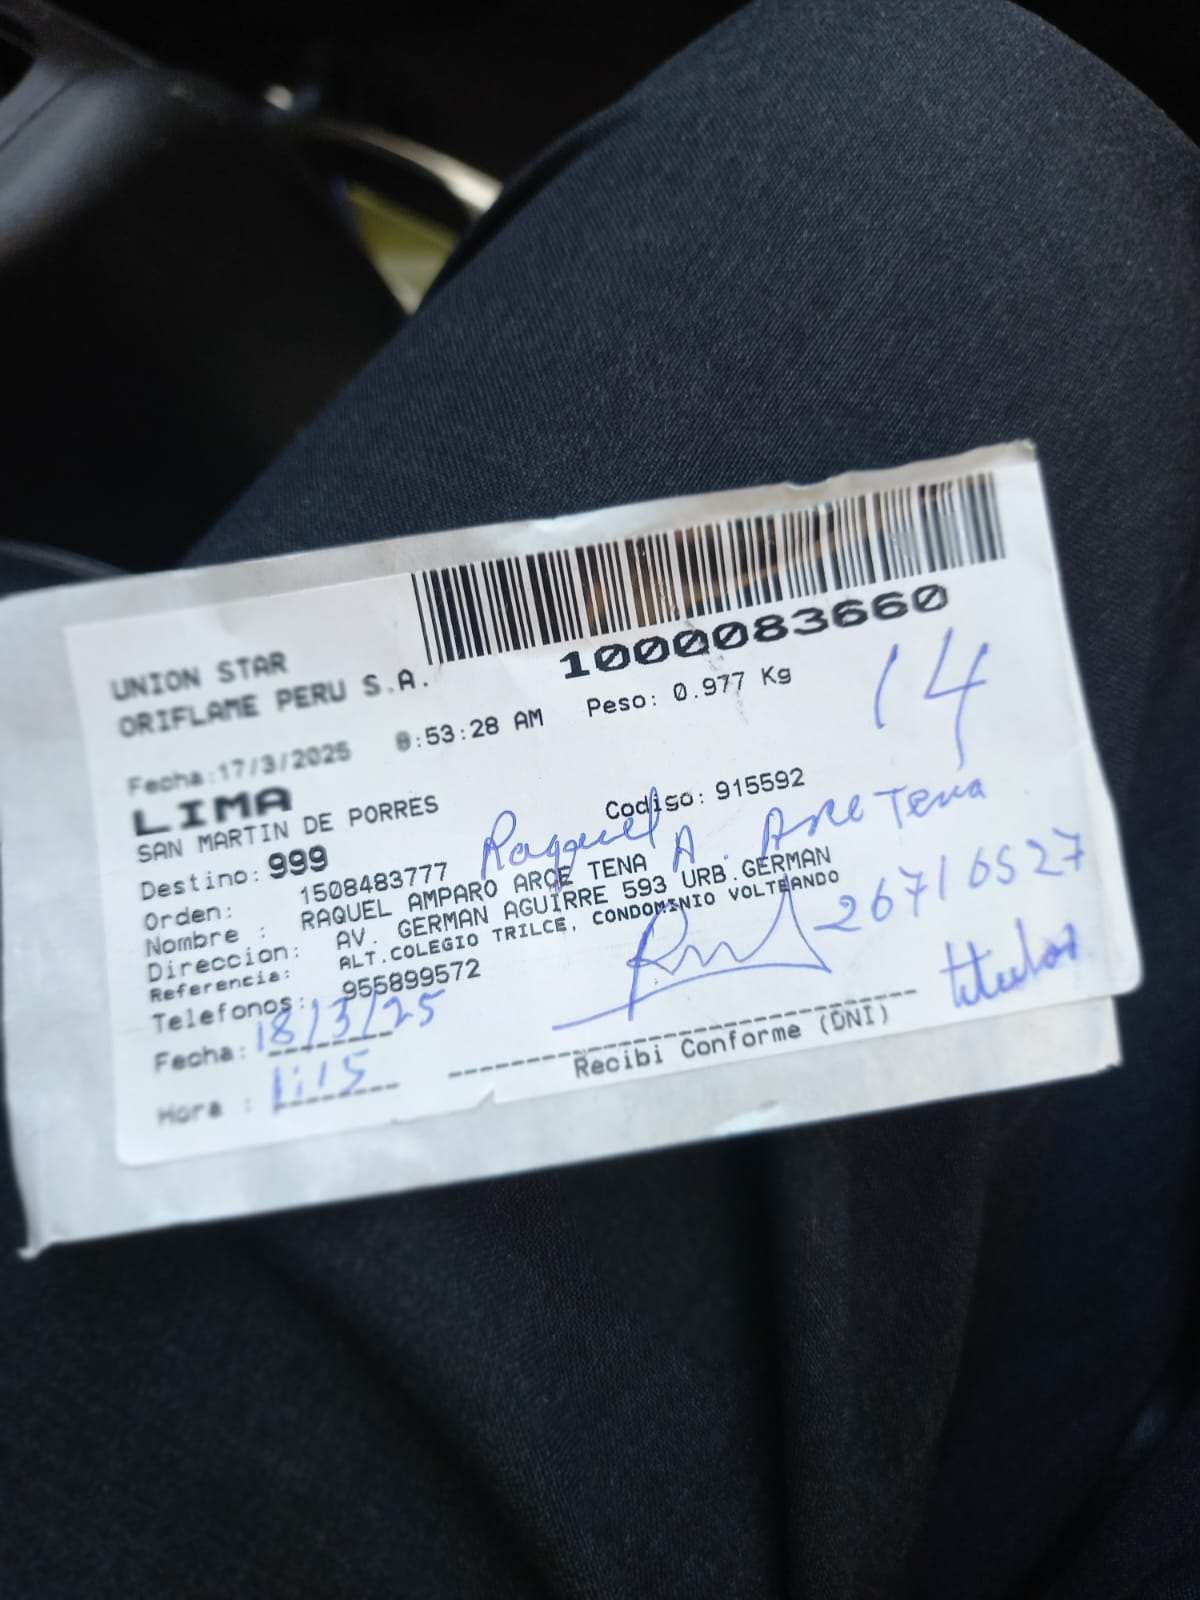 1000083660
UNION STAR
ORIFLAME PERU S.A.
Fecha:17/3/2025 8:53:28 AM Peso: 0.977 Kg
14
LIMA
SAN MARTIN DE PORRES
Codigo: 915592
Destino: 999
Raquel A. Arce Tena
Orden: 1508483777
Nombre : RAQUEL AMPARO ARCE TENA
Direccion: AV. GERMAN AGUIRRE 593 URB.GERMAN
Referencia: ALT.COLEGIO TRILCE, CONDOMINIO VOLTEANDO
26716527
Telefonos: 955899572
titular
Fecha: 18/3/25
Hora : 1:15
Recibi Conforme (DNI)